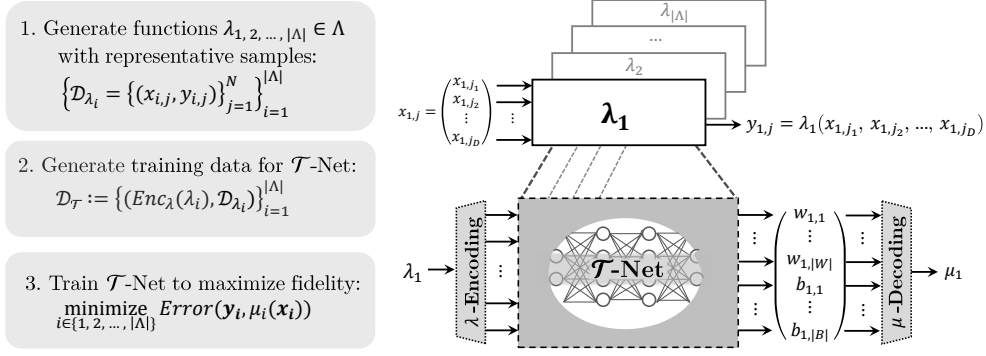 1. Generate functions λ₁, ₂, ..., |Λ| ∈ Λ
with representative samples:
{𝒟_{λ_i} = {(x_{i,j}, y_{i,j})}_{j=1}^{N}}_{i=1}^{|Λ|}
2. Generate training data for 𝒯-Net:
𝒟_𝒯 := {(Enc_λ(λ_i), 𝒟_{λ_i})}_{i=1}^{|Λ|}
3. Train 𝒯-Net to maximize fidelity:
minimize Error(y_i, μ_i(x_i))
i∈{1, 2, ..., |Λ|}
λ_{|Λ|}
...
λ_2
λ_1
x_{1,j} =
x_{1,j_1}
x_{1,j_2}
⋮
x_{1,j_D}
⋮
y_{1,j} = λ_1(x_{1,j_1}, x_{1,j_2}, ..., x_{1,j_D})
λ_1
λ-Encoding
⋮
⋮
𝒯-Net
⋮
⋮
w_{1,1}
⋮
w_{1,|W|}
b_{1,1}
⋮
b_{1,|B|}
⋮
⋮
μ-Decoding
μ_1